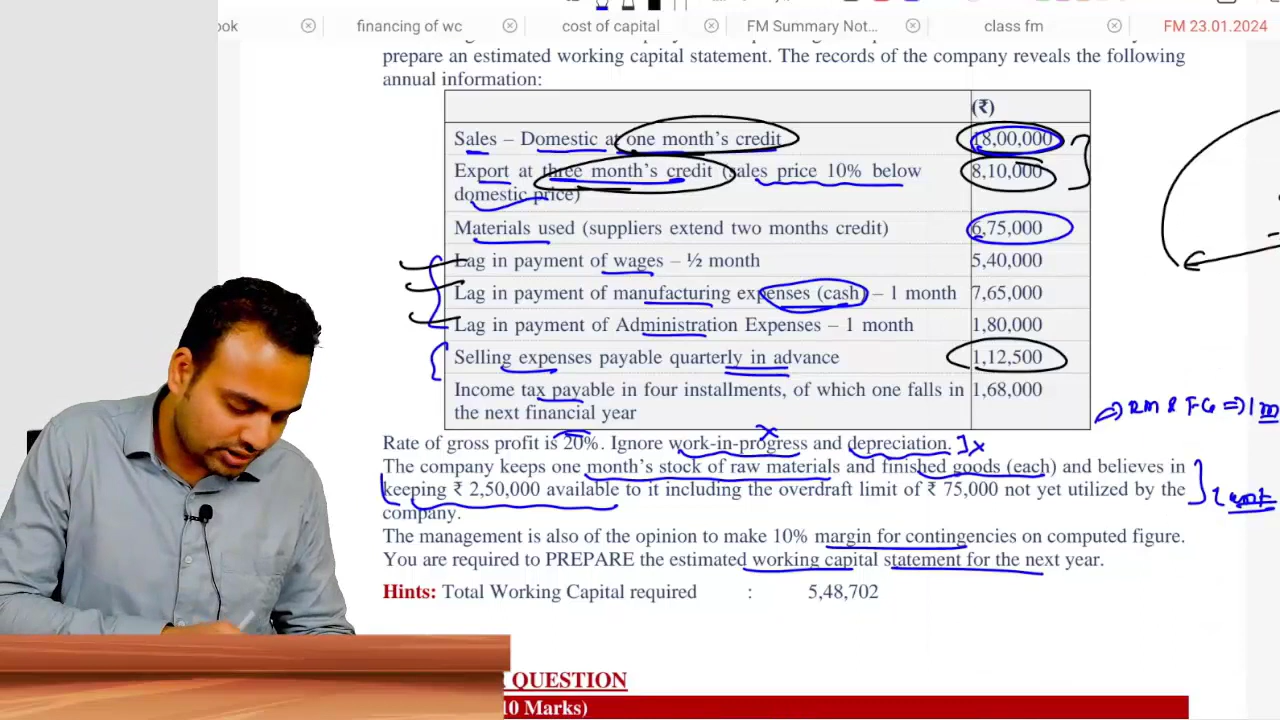 ook
financing of wc
cost of capital
FM Summary Not...
class fm
FM 23.01.2024
prepare an estimated working capital statement. The records of the company reveals the following
annual information:
(₹)
Sales – Domestic at one month's credit 18,00,000
Export at three month's credit (sales price 10% below 8,10,000
domestic price)
Materials used (suppliers extend two months credit) 6,75,000
Lag in payment of wages – ½ month 5,40,000
Lag in payment of manufacturing expenses (cash) – 1 month 7,65,000
Lag in payment of Administration Expenses – 1 month 1,80,000
Selling expenses payable quarterly in advance 1,12,500
Income tax payable in four installments, of which one falls in 1,68,000
the next financial year
⇒ RM & FG ⇒ 1 m
Rate of gross profit is 20%. Ignore work-in-progress and depreciation.
The company keeps one month's stock of raw materials and finished goods (each) and believes in
keeping ₹ 2,50,000 available to it including the overdraft limit of ₹ 75,000 not yet utilized by the
company.
The management is also of the opinion to make 10% margin for contingencies on computed figure.
You are required to PREPARE the estimated working capital statement for the next year.
Hints: Total Working Capital required : 5,48,702
QUESTION
10 Marks)